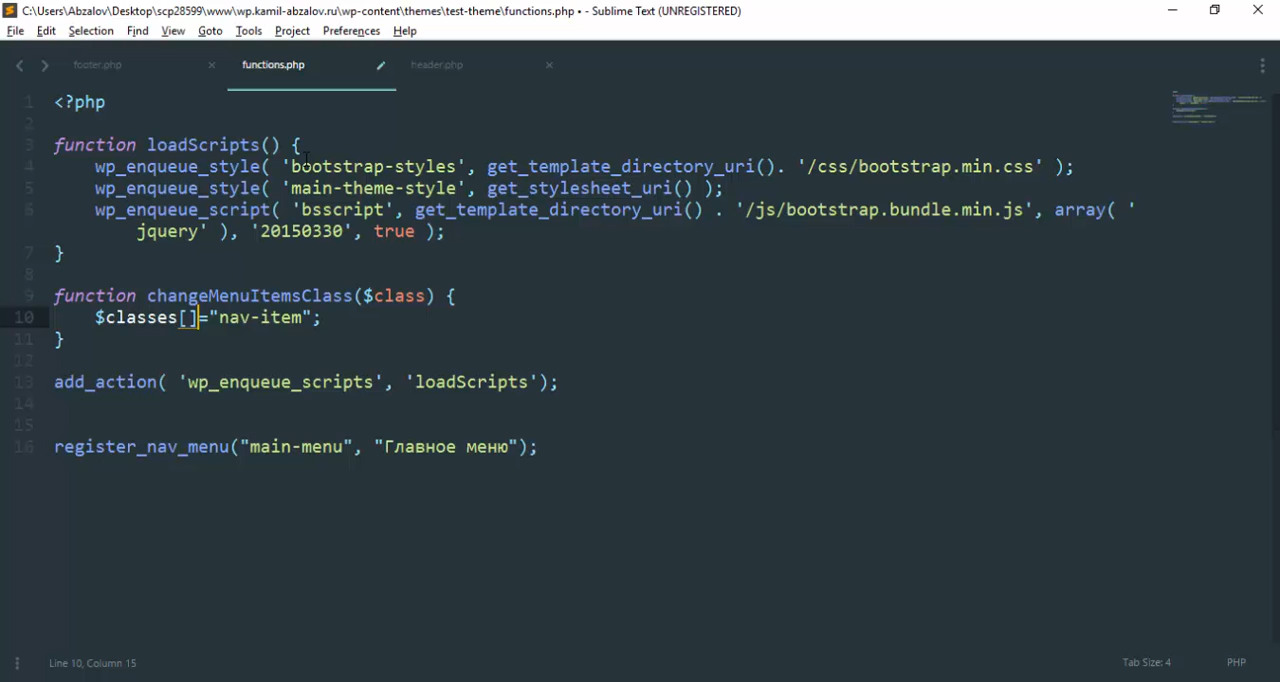 C:\Users\Abzalov\Desktop\scp28599\www\wp.kamil-abzalov.ru\wp-content\themes\test-theme\functions.php • - Sublime Text (UNREGISTERED)
File Edit Selection Find View Goto Tools Project Preferences Help
footer.php × functions.php header.php ×
1 <?php
2
3 function loadScripts() {
4 wp_enqueue_style( 'bootstrap-styles', get_template_directory_uri(). '/css/bootstrap.min.css' );
5 wp_enqueue_style( 'main-theme-style', get_stylesheet_uri() );
6 wp_enqueue_script( 'bsscript', get_template_directory_uri() . '/js/bootstrap.bundle.min.js', array( '
jquery' ), '20150330', true );
7 }
8
9 function changeMenuItemsClass($class) {
10 $classes[]="nav-item";
11 }
12
13 add_action( 'wp_enqueue_scripts', 'loadScripts');
14
15
16 register_nav_menu("main-menu", "Главное меню");
Line 10, Column 15 Tab Size: 4 PHP